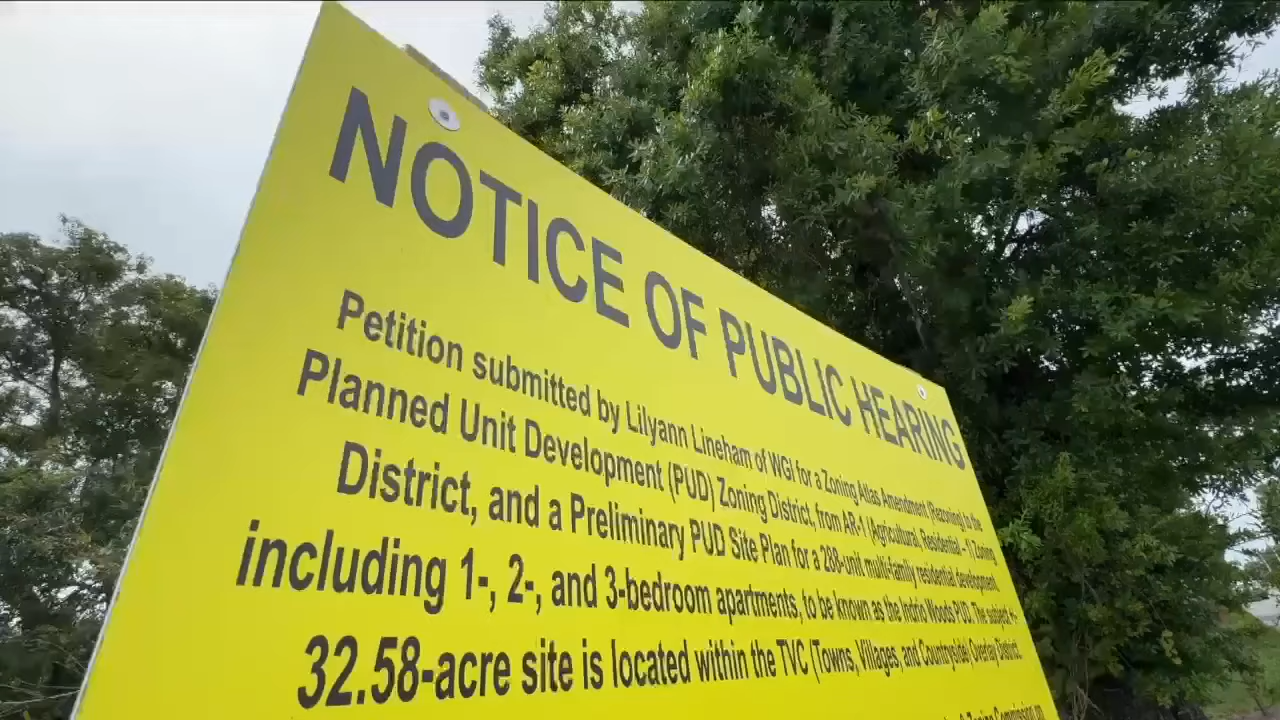 NOTICE OF PUBLIC HEARING
Petition submitted by Lilyann Lineham of WGI for a Zoning Atlas Amendment (Rezoning) to the
Planned Unit Development (PUD) Zoning District, from AR-1 (Agricultural, Residential – 1) Zoning
District, and a Preliminary PUD Site Plan for a 288-unit multi-family residential development
including 1-, 2-, and 3-bedroom apartments, to be known as the Indrio Woods PUD. The subject +-
32.58-acre site is located within the TVC (Towns, Villages, and Countryside) Overlay District
Zoning Commission on